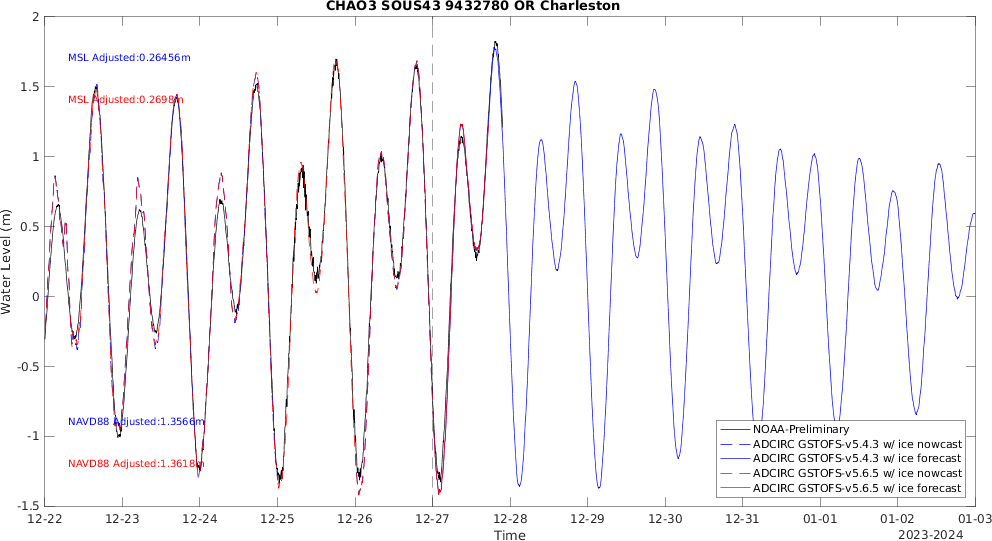 CHAO3 SOUS43 9432780 OR Charleston
Water Level (m)
2
1.5
1
0.5
0
-0.5
-1
-1.5
MSL Adjusted:0.26456m
MSL Adjusted:0.2698m
NAVD88 Adjusted:1.3566m
NAVD88 Adjusted:1.3618m
NOAA-Preliminary
ADCIRC GSTOFS-v5.4.3 w/ ice nowcast
ADCIRC GSTOFS-v5.4.3 w/ ice forecast
ADCIRC GSTOFS-v5.6.5 w/ ice nowcast
ADCIRC GSTOFS-v5.6.5 w/ ice forecast
12-22 12-23 12-24 12-25 12-26 12-27 12-28 12-29 12-30 12-31 01-01 01-02 01-03
Time
2023-2024